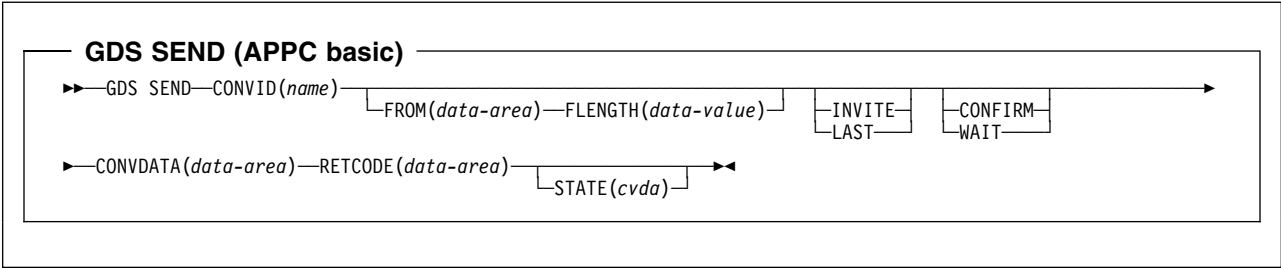 GDS SEND (APPC basic)
GDS SEND CONVID(name) FROM(data-area) FLENGTH(data-value) INVITE CONFIRM
LAST WAIT
CONVDATA(data-area) RETCODE(data-area) STATE(cvda)